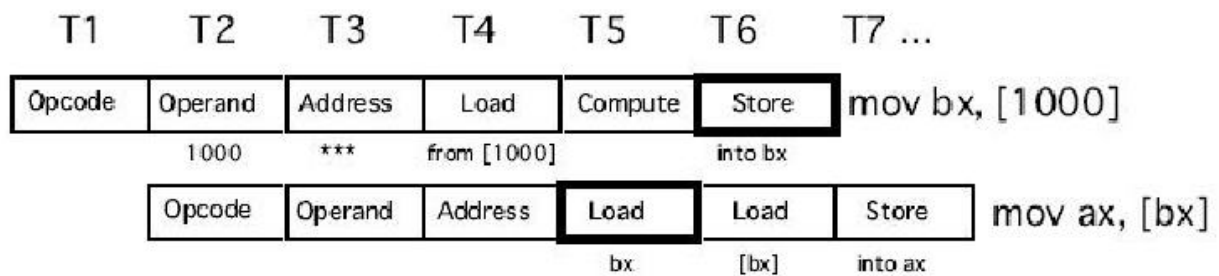 T1 T2 T3 T4 T5 T6 T7 ...
Opcode Operand Address Load Compute Store mov bx, [1000]
1000 *** from [1000] into bx
Opcode Operand Address Load Load Store mov ax, [bx]
bx [bx] into ax